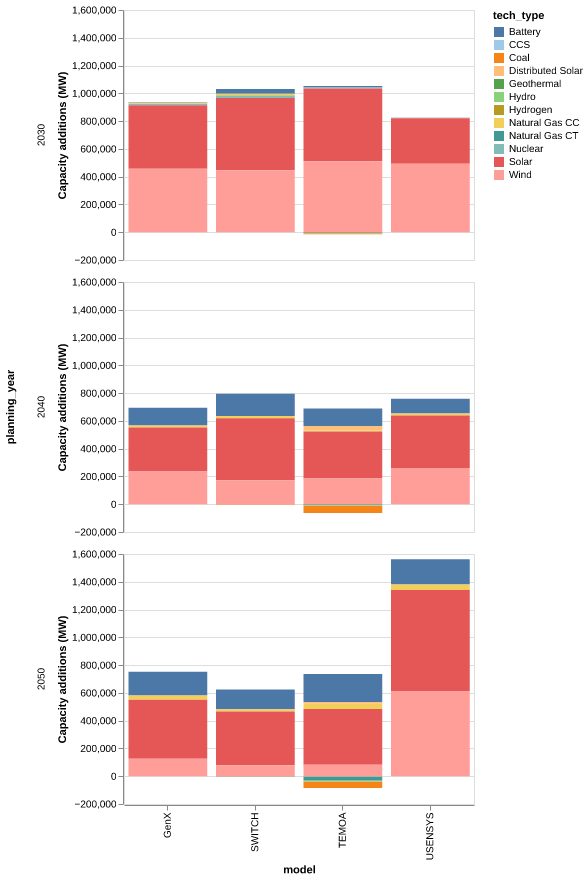 1,600,000
1,400,000
1,200,000
1,000,000
800,000
600,000
400,000
200,000
0
−200,000
Capacity additions (MW)
2030
1,600,000
1,400,000
1,200,000
1,000,000
800,000
600,000
400,000
200,000
0
−200,000
Capacity additions (MW)
2040
planning_year
1,600,000
1,400,000
1,200,000
1,000,000
800,000
600,000
400,000
200,000
0
−200,000
Capacity additions (MW)
2050
GenX
SWITCH
TEMOA
USENSYS
model
tech_type
Battery
CCS
Coal
Distributed Solar
Geothermal
Hydro
Hydrogen
Natural Gas CC
Natural Gas CT
Nuclear
Solar
Wind